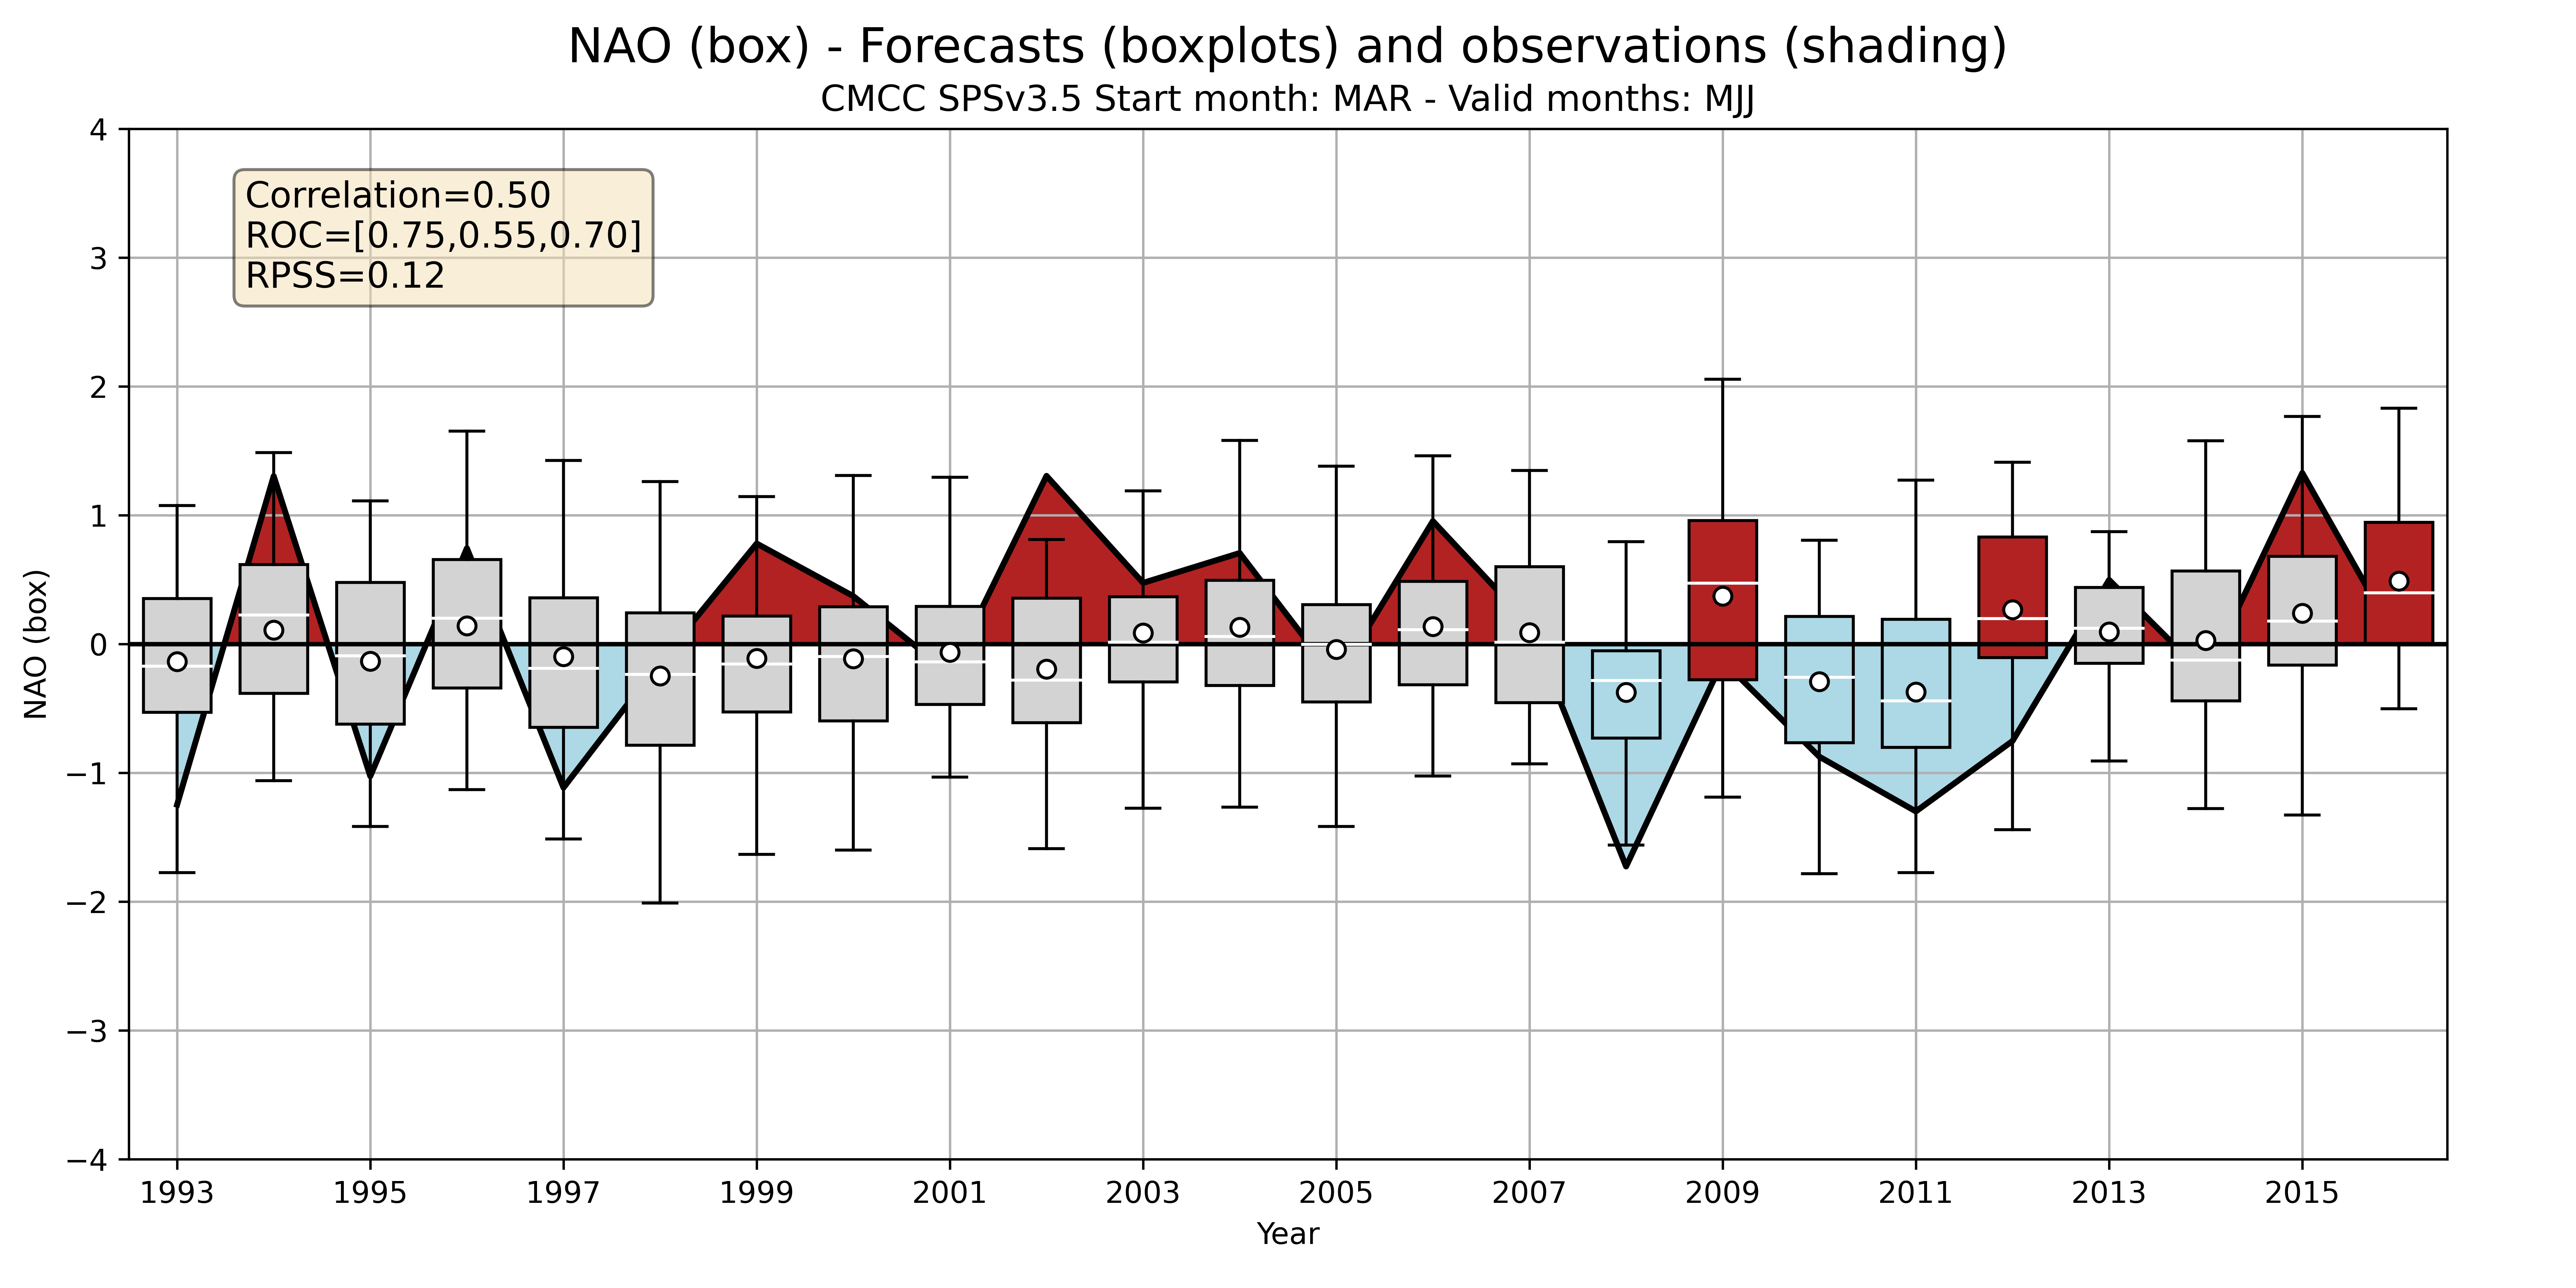 NAO (box) - Forecasts (boxplots) and observations (shading)
CMCC SPSv3.5 Start month: MAR - Valid months: MJJ
Correlation=0.50
ROC=[0.75,0.55,0.70]
RPSS=0.12
NAO (box)
4
3
2
1
0
−1
−2
−3
−4
1993 1995 1997 1999 2001 2003 2005 2007 2009 2011 2013 2015
Year